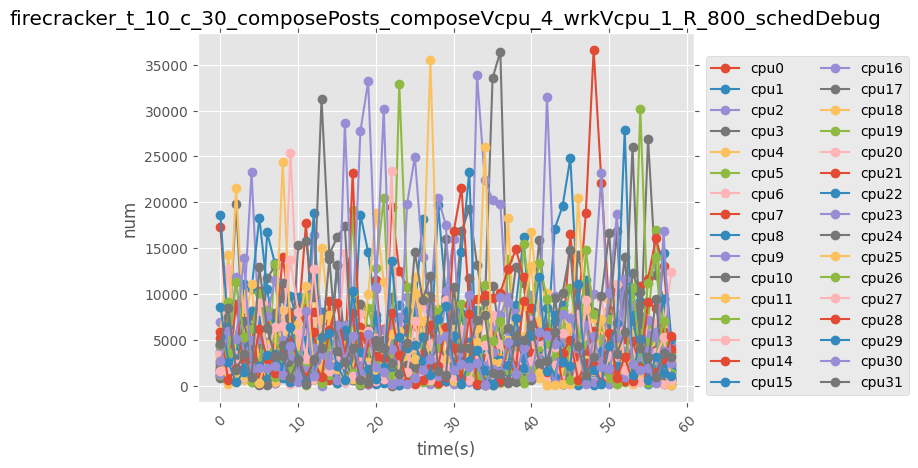 firecracker_t_10_c_30_composePosts_composeVcpu_4_wrkVcpu_1_R_800_schedDebug
35000
30000
25000
20000
15000
10000
5000
0
num
0 10 20 30 40 50 60
time(s)
cpu0 cpu16
cpu1 cpu17
cpu2 cpu18
cpu3 cpu19
cpu4 cpu20
cpu5 cpu21
cpu6 cpu22
cpu7 cpu23
cpu8 cpu24
cpu9 cpu25
cpu10 cpu26
cpu11 cpu27
cpu12 cpu28
cpu13 cpu29
cpu14 cpu30
cpu15 cpu31